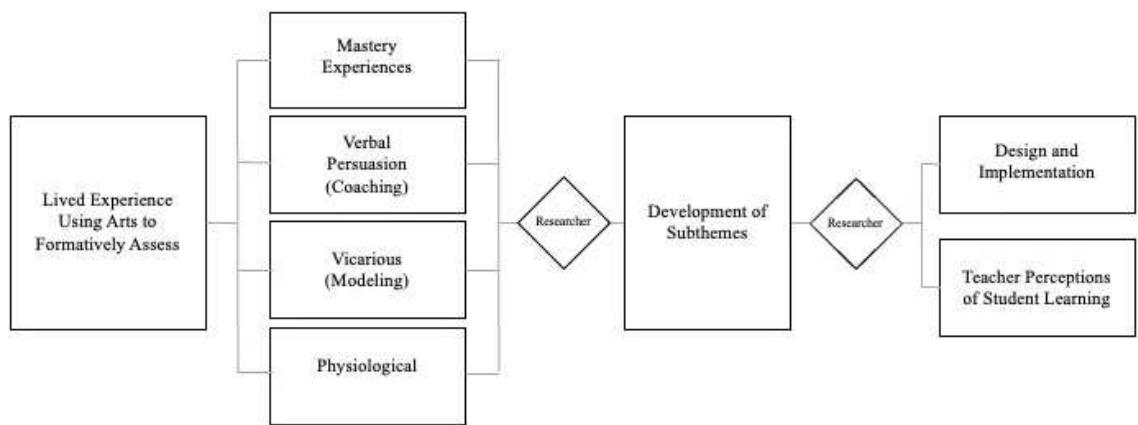 Lived Experience
Using Arts to
Formatively Assess
Mastery
Experiences
Verbal
Persuasion
(Coaching)
Vicarious
(Modeling)
Physiological
Researcher
Development of
Subthemes
Researcher
Design and
Implementation
Teacher Perceptions
of Student Learning